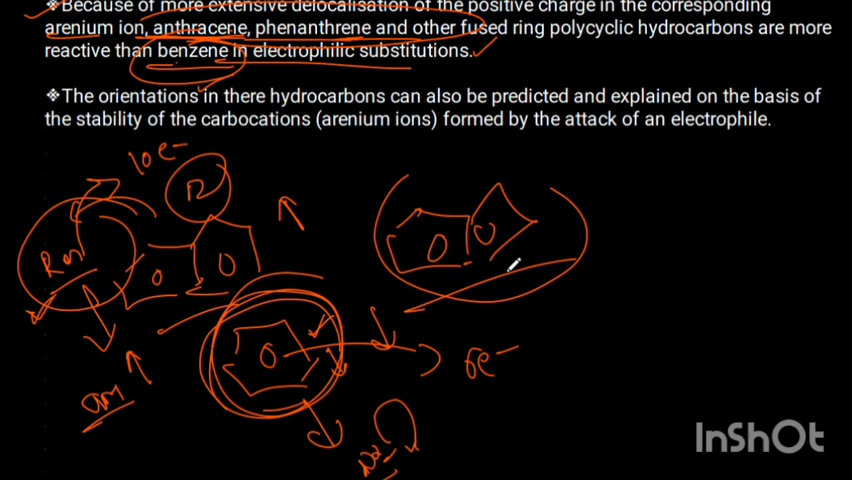 ❖Because of more extensive delocalisation of the positive charge in the corresponding
arenium ion, anthracene, phenanthrene and other fused ring polycyclic hydrocarbons are more
reactive than benzene in electrophilic substitutions.
❖The orientations in there hydrocarbons can also be predicted and explained on the basis of
the stability of the carbocations (arenium ions) formed by the attack of an electrophile.
10e-
6e-
InShOt